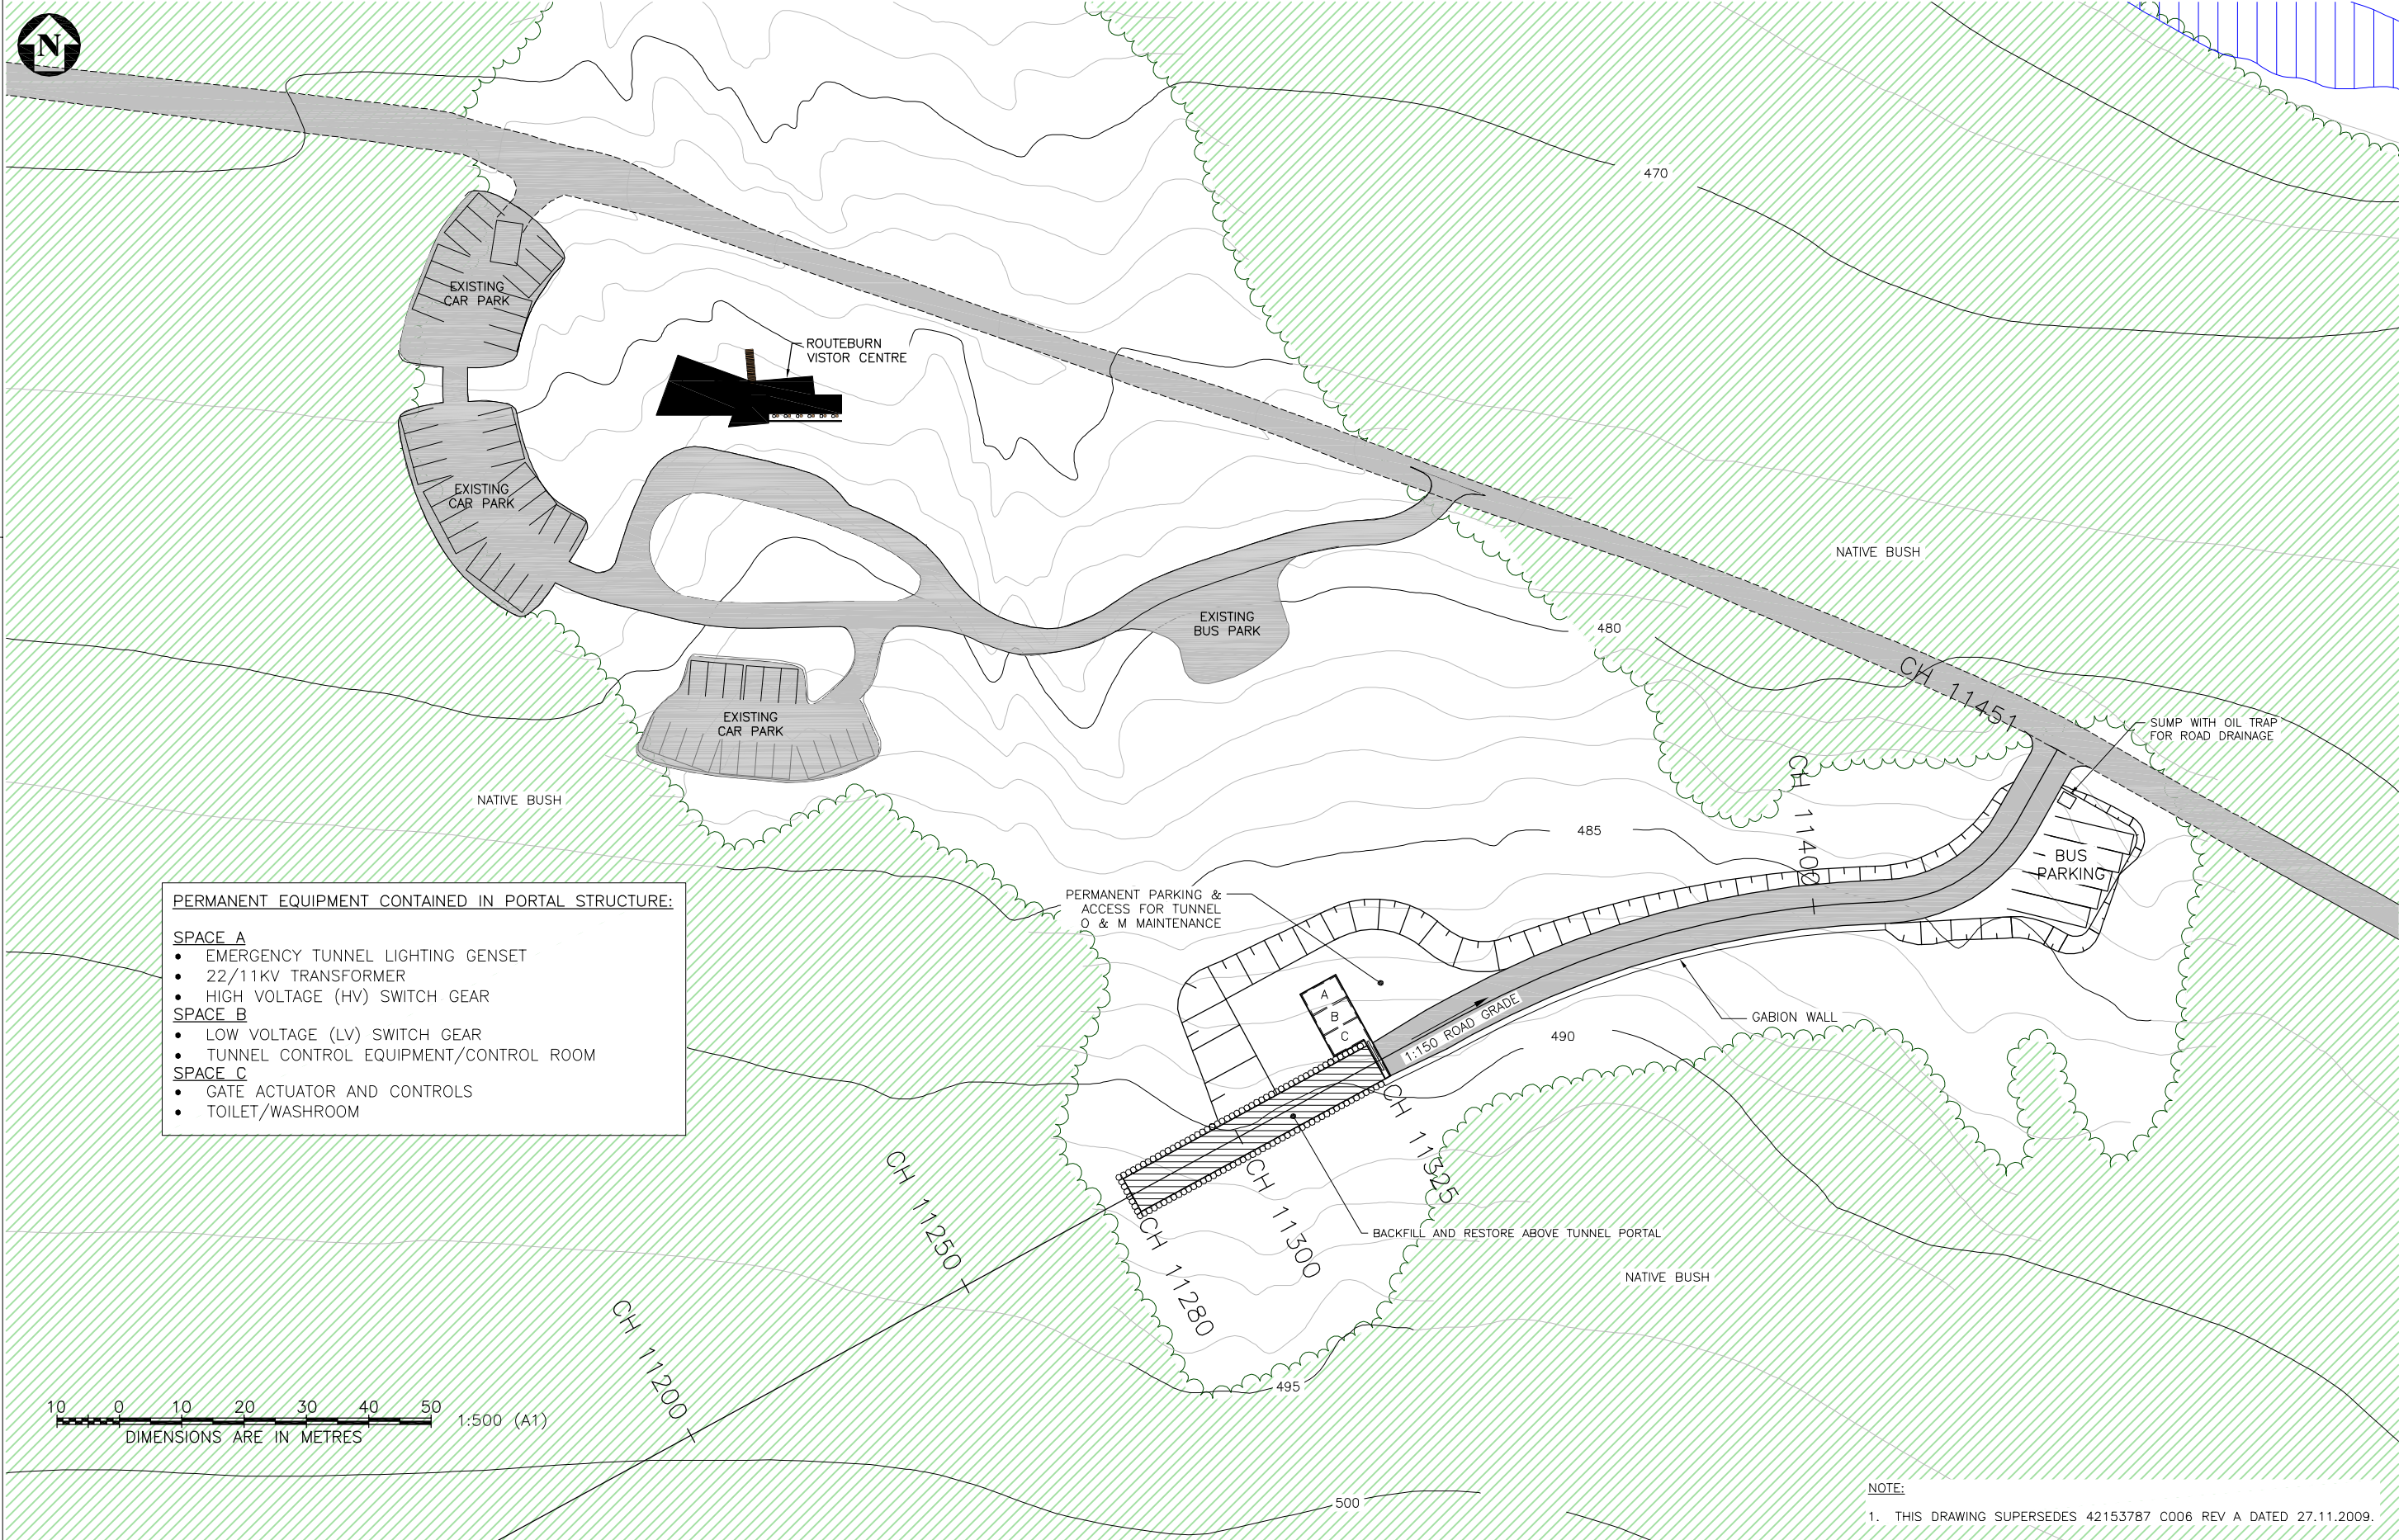 N
470
EXISTING
CAR PARK
ROUTEBURN
VISTOR CENTRE
EXISTING
CAR PARK
NATIVE BUSH
EXISTING
BUS PARK
480
CH 11451
EXISTING
CAR PARK
SUMP WITH OIL TRAP
FOR ROAD DRAINAGE
NATIVE BUSH
CH 11400
485
BUS
PARKING
PERMANENT PARKING &
ACCESS FOR TUNNEL
O & M MAINTENANCE
PERMANENT EQUIPMENT CONTAINED IN PORTAL STRUCTURE:
SPACE A
• EMERGENCY TUNNEL LIGHTING GENSET
• 22/11KV TRANSFORMER
• HIGH VOLTAGE (HV) SWITCH GEAR
SPACE B
• LOW VOLTAGE (LV) SWITCH GEAR
• TUNNEL CONTROL EQUIPMENT/CONTROL ROOM
SPACE C
• GATE ACTUATOR AND CONTROLS
• TOILET/WASHROOM
A
B
C
1:150 ROAD GRADE
GABION WALL
490
CH 11325
CH 11300
CH 11280
CH 11250
CH 11200
BACKFILL AND RESTORE ABOVE TUNNEL PORTAL
NATIVE BUSH
495
10 0 10 20 30 40 50
1:500 (A1)
DIMENSIONS ARE IN METRES
500
NOTE:
1. THIS DRAWING SUPERSEDES 42153787 C006 REV A DATED 27.11.2009.